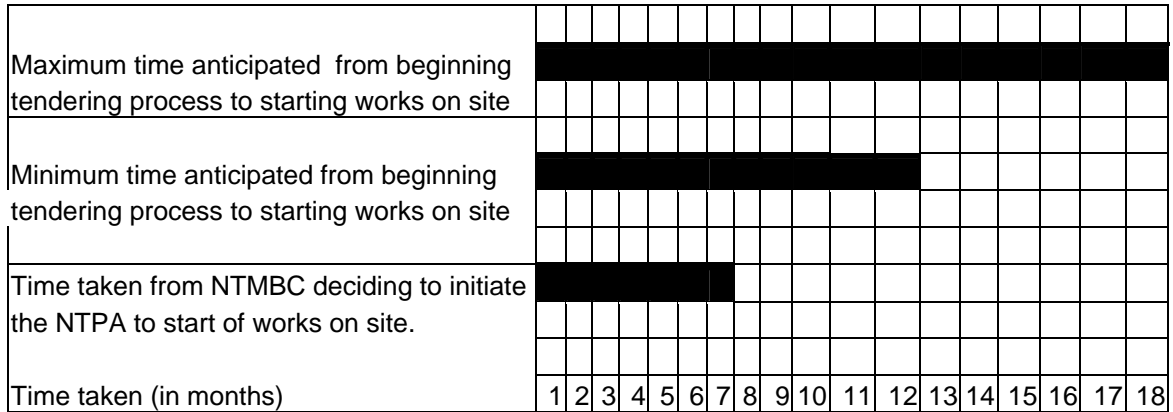 Maximum time anticipated from beginning
tendering process to starting works on site
Minimum time anticipated from beginning
tendering process to starting works on site
Time taken from NTMBC deciding to initiate
the NTPA to start of works on site.
Time taken (in months) 1 2 3 4 5 6 7 8 9 10 11 12 13 14 15 16 17 18